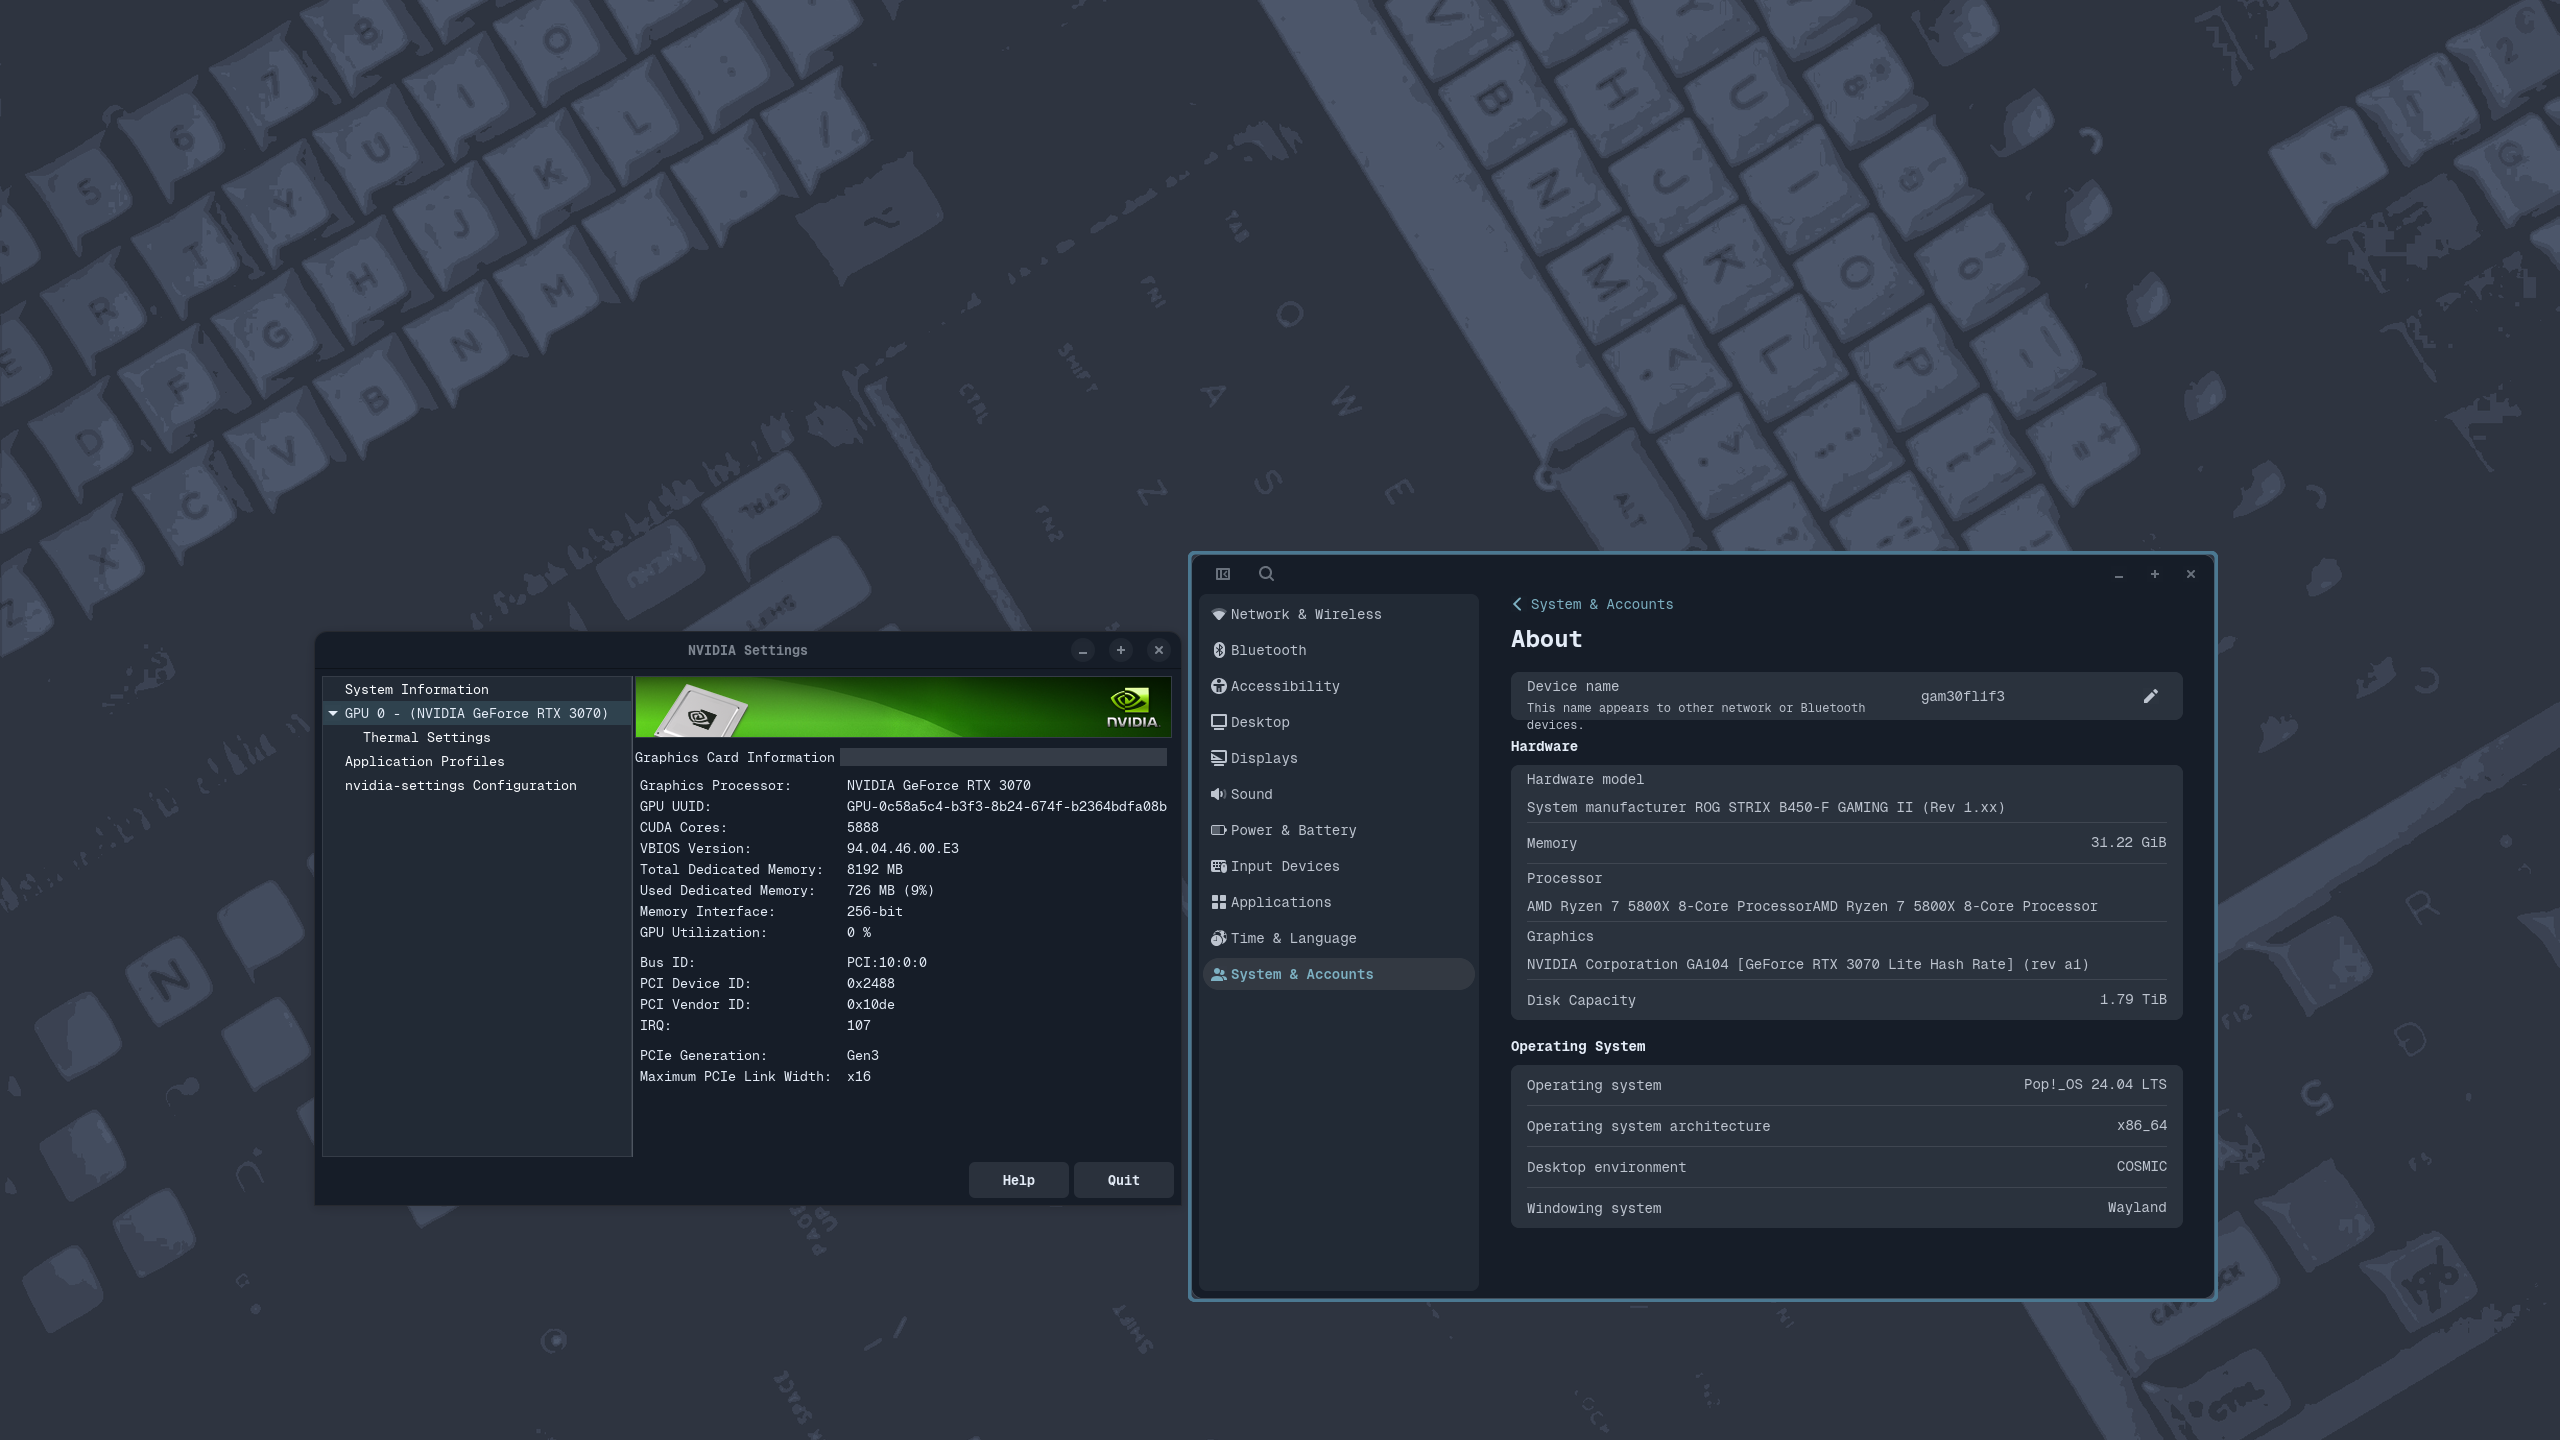 NVIDIA Settings
System Information
GPU 0 - (NVIDIA GeForce RTX 3070)
Thermal Settings
Application Profiles
nvidia-settings Configuration
NVIDIA.
Graphics Card Information
Graphics Processor: NVIDIA GeForce RTX 3070
GPU UUID: GPU-0c58a5c4-b3f3-8b24-674f-b2364bdfa08b
CUDA Cores: 5888
VBIOS Version: 94.04.46.00.E3
Total Dedicated Memory: 8192 MB
Used Dedicated Memory: 726 MB (9%)
Memory Interface: 256-bit
GPU Utilization: 0 %
Bus ID: PCI:10:0:0
PCI Device ID: 0x2488
PCI Vendor ID: 0x10de
IRQ: 107
PCIe Generation: Gen3
Maximum PCIe Link Width: x16
Help Quit
Network & Wireless
Bluetooth
Accessibility
Desktop
Displays
Sound
Power & Battery
Input Devices
Applications
Time & Language
System & Accounts
System & Accounts
About
Device name
This name appears to other network or Bluetooth
devices.
gam30fl1f3
Hardware
Hardware model
System manufacturer ROG STRIX B450-F GAMING II (Rev 1.xx)
Memory 31.22 GiB
Processor
AMD Ryzen 7 5800X 8-Core ProcessorAMD Ryzen 7 5800X 8-Core Processor
Graphics
NVIDIA Corporation GA104 [GeForce RTX 3070 Lite Hash Rate] (rev a1)
Disk Capacity 1.79 TiB
Operating System
Operating system Pop!_OS 24.04 LTS
Operating system architecture x86_64
Desktop environment COSMIC
Windowing system Wayland